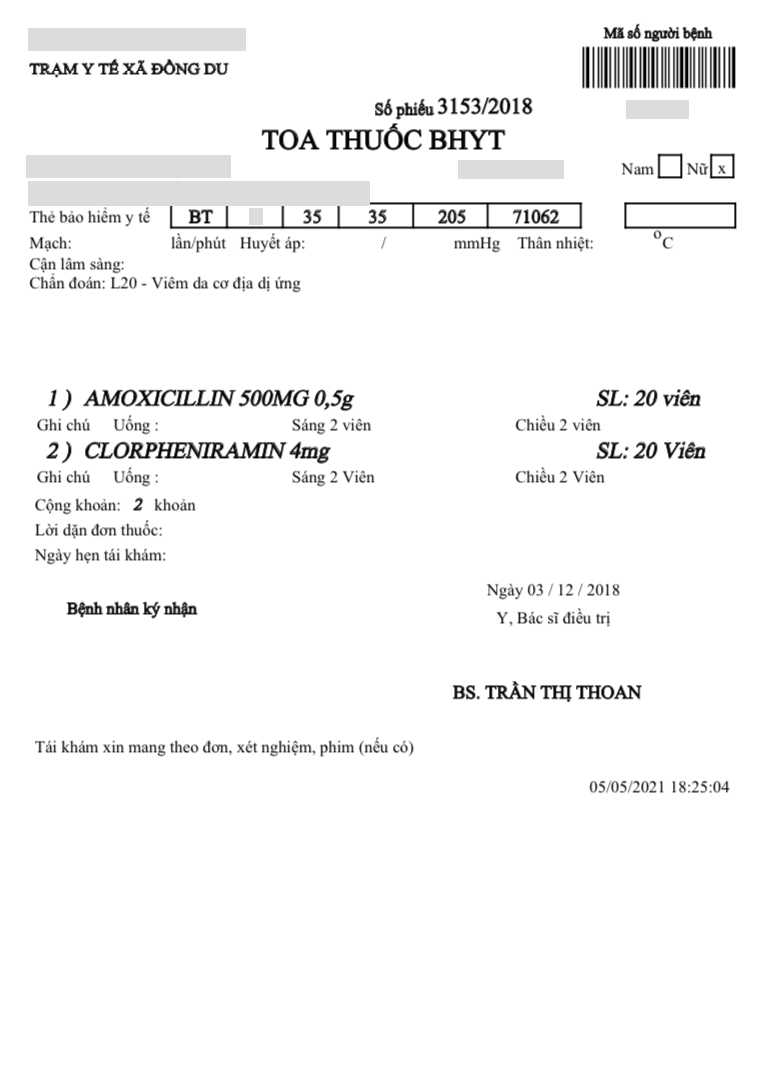 Mã số người bệnh
TRẠM Y TẾ XÃ ĐỒNG DU
Số phiếu 3153/2018
TOA THUỐC BHYT
Nam Nữ x
Thẻ bảo hiểm y tế BT 35 35 205 71062
Mạch: lần/phút Huyết áp: / mmHg Thân nhiệt: °C
Cận lâm sàng:
Chẩn đoán: L20 - Viêm da cơ địa dị ứng
1 ) AMOXICILLIN 500MG 0,5g SL: 20 viên
Ghi chú Uống : Sáng 2 viên Chiều 2 viên
2 ) CLORPHENIRAMIN 4mg SL: 20 Viên
Ghi chú Uống : Sáng 2 Viên Chiều 2 Viên
Cộng khoản: 2 khoản
Lời dặn đơn thuốc:
Ngày hẹn tái khám:
Ngày 03 / 12 / 2018
Bệnh nhân ký nhận
Y, Bác sĩ điều trị
BS. TRẦN THỊ THOAN
Tái khám xin mang theo đơn, xét nghiệm, phim (nếu có)
05/05/2021 18:25:04